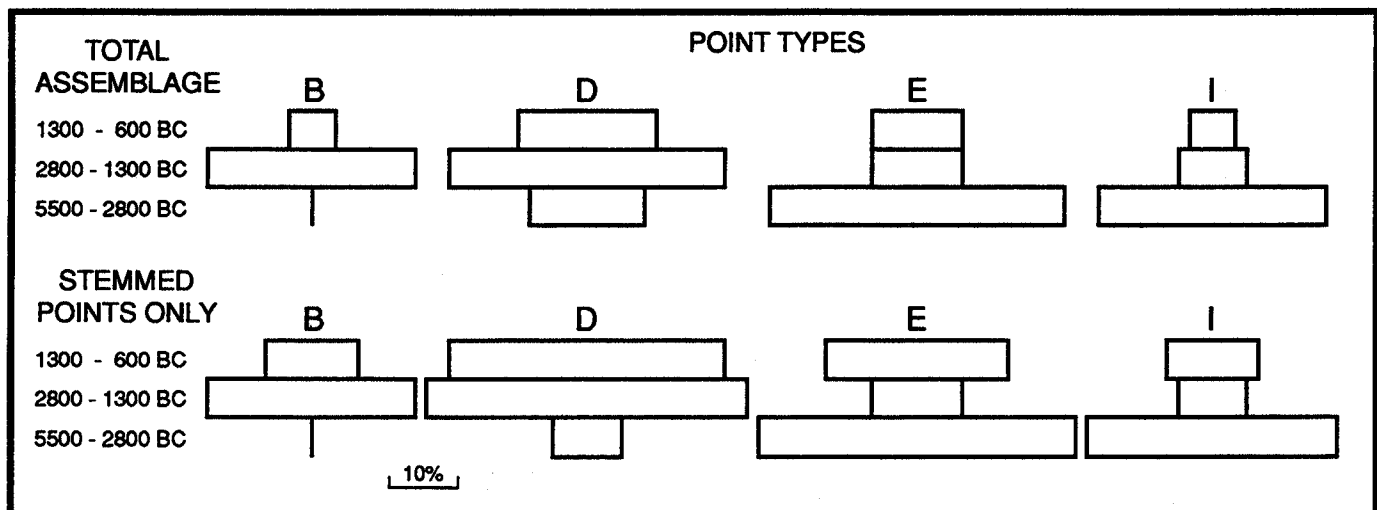 POINT TYPES
TOTAL
ASSEMBLAGE
B D E I
1300 - 600 BC
2800 - 1300 BC
5500 - 2800 BC
STEMMED
POINTS ONLY
B D E I
1300 - 600 BC
2800 - 1300 BC
5500 - 2800 BC
10%